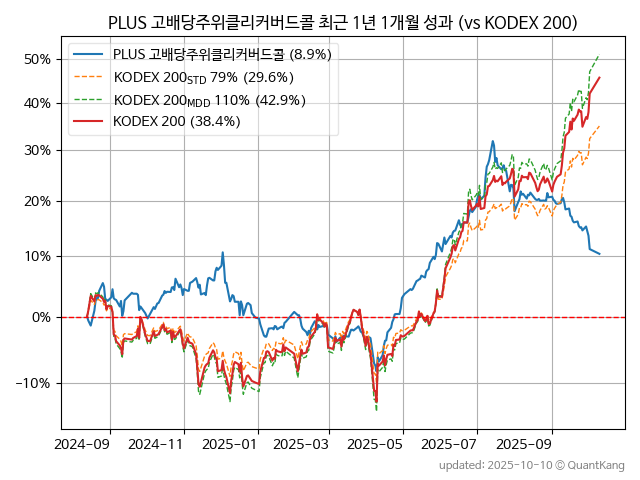 PLUS 고배당주위클리커버드콜 최근 1년 1개월 성과 (vs KODEX 200)
PLUS 고배당주위클리커버드콜 (8.9%)
KODEX 200STD 79% (29.6%)
KODEX 200MDD 110% (42.9%)
KODEX 200 (38.4%)
50%
40%
30%
20%
10%
0%
−10%
2024-09 2024-11 2025-01 2025-03 2025-05 2025-07 2025-09
updated: 2025-10-10 © QuantKang